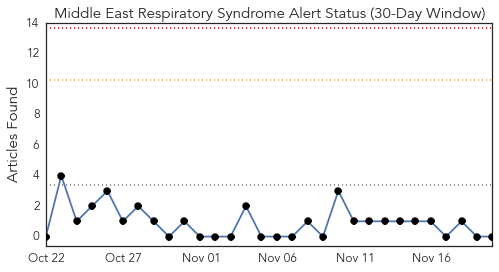 Middle East Respiratory Syndrome Alert Status (30-Day Window)
Articles Found
14
12
10
8
6
4
2
0
Oct 22 Oct 27 Nov 01 Nov 06 Nov 11 Nov 16